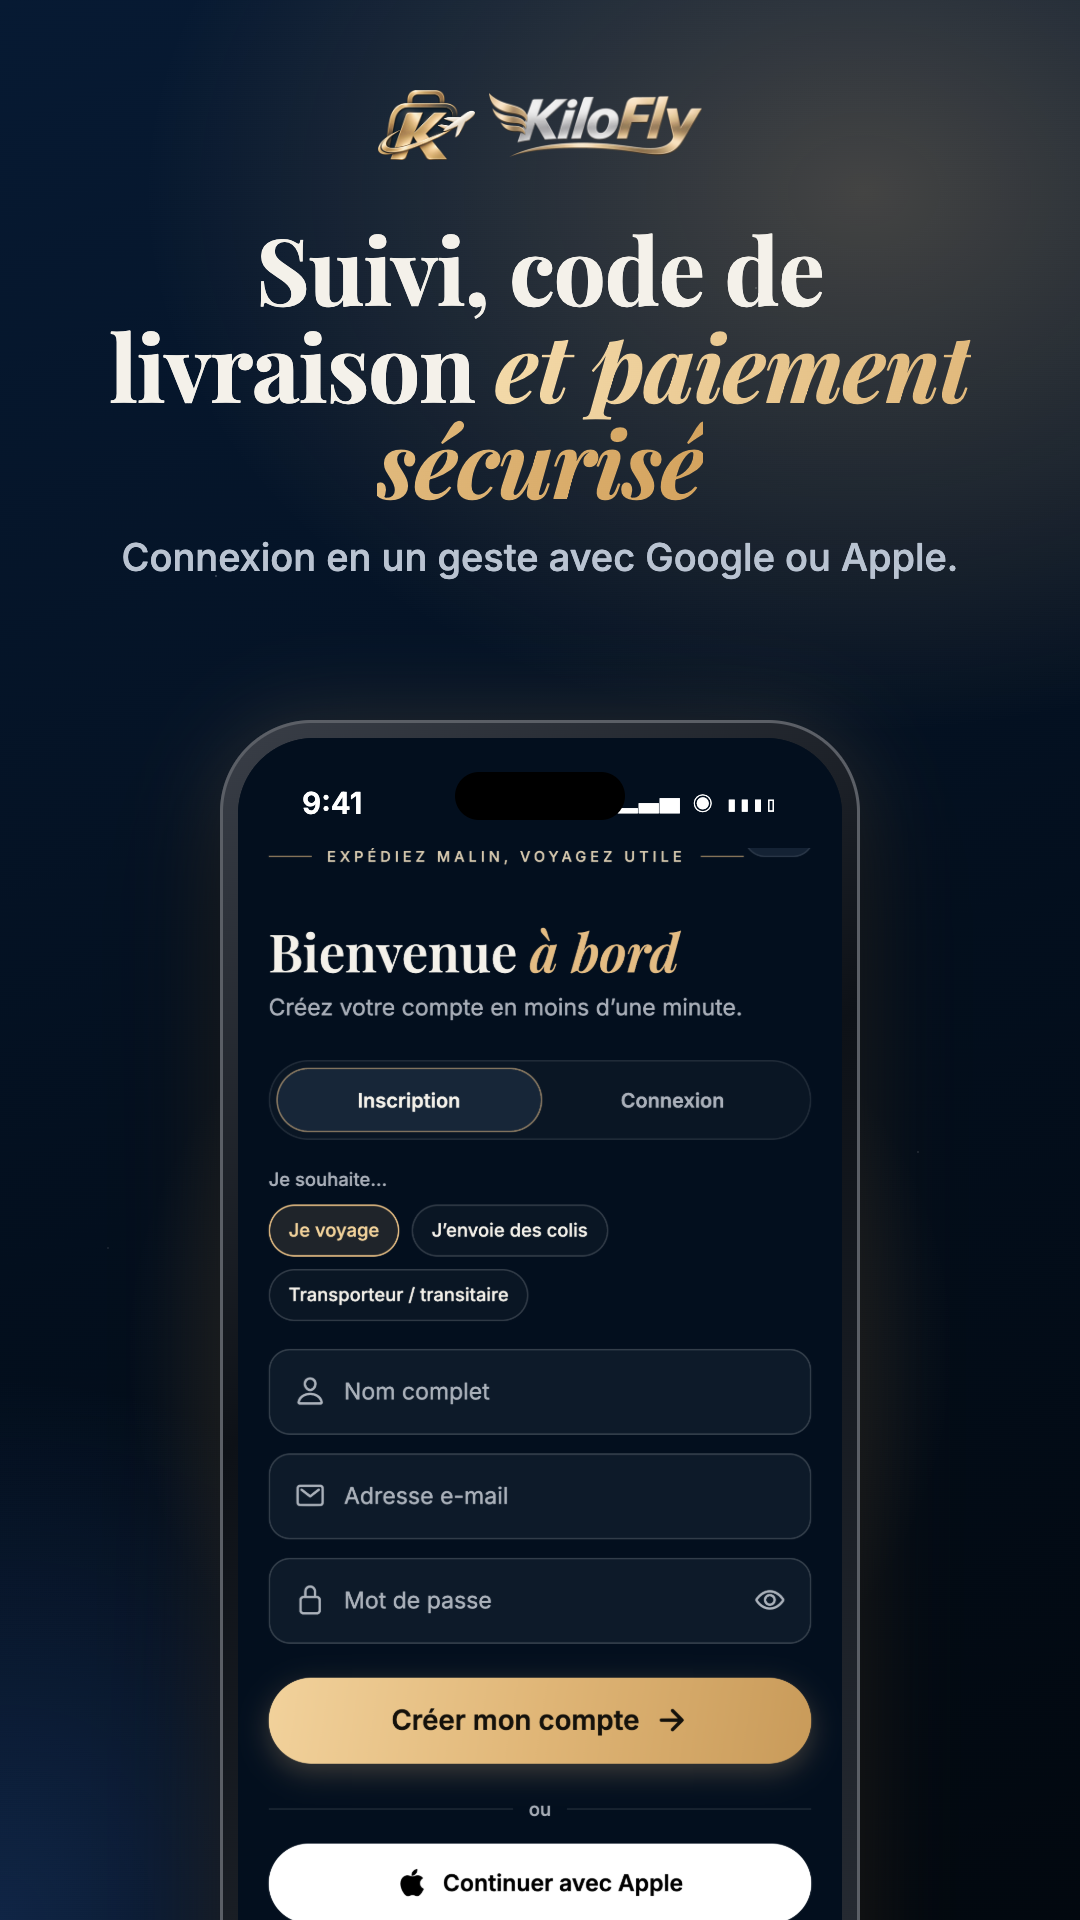 KiloFly
Suivi, code de
livraison et paiement
sécurisé
Connexion en un geste avec Google ou Apple.
9:41
EXPÉDIEZ MALIN, VOYAGEZ UTILE
Bienvenue à bord
Créez votre compte en moins d’une minute.
Inscription
Connexion
Je souhaite...
Je voyage
J’envoie des colis
Transporteur / transitaire
Nom complet
Adresse e-mail
Mot de passe
Créer mon compte →
ou
Continuer avec Apple